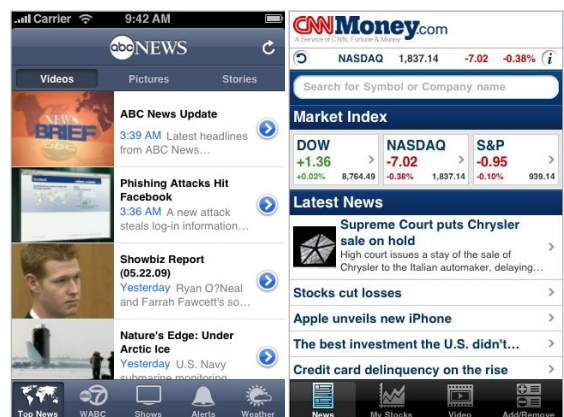 Carrier
9:42 AM
abc NEWS
Videos
Pictures
Stories
NEWS
BRIEF
abc
ABC News Update
3:39 AM Latest headlines
from ABC News...
Phishing Attacks Hit
Facebook
3:36 AM A new attack
steals log-in information...
Showbiz Report
(05.22.09)
Yesterday Ryan O?Neal
and Farrah Fawcett's so...
Nature's Edge: Under
Arctic Ice
Yesterday U.S. Navy
submarine monitoring
Top News
WABC
Shows
Alerts
Weather
CNNMoney.com
A Service of CNN, Fortune & Money
NASDAQ 1,837.14 -7.02 -0.38% i
Search for Symbol or Company name
Market Index
DOW
+1.36
+0.02% 8,764.49
NASDAQ
-7.02
-0.38% 1,837.14
S&P
-0.95
-0.10% 939.14
Latest News
Supreme Court puts Chrysler
sale on hold
High court issues a stay of the sale of
Chrysler to the Italian automaker, delaying...
Stocks cut losses
Apple unveils new iPhone
The best investment the U.S. didn't...
Credit card delinquency on the rise
News
My Stocks
Video
Add/Remove